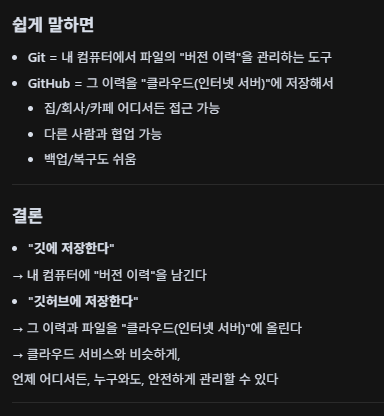 쉽게 말하면
• Git = 내 컴퓨터에서 파일의 "버전 이력"을 관리하는 도구
• GitHub = 그 이력을 "클라우드(인터넷 서버)"에 저장해서
• 집/회사/카페 어디서든 접근 가능
• 다른 사람과 협업 가능
• 백업/복구도 쉬움
결론
• "깃에 저장한다"
→ 내 컴퓨터에 "버전 이력"을 남긴다
• "깃허브에 저장한다"
→ 그 이력과 파일을 "클라우드(인터넷 서버)"에 올린다
→ 클라우드 서비스와 비슷하게,
언제 어디서든, 누구와도, 안전하게 관리할 수 있다